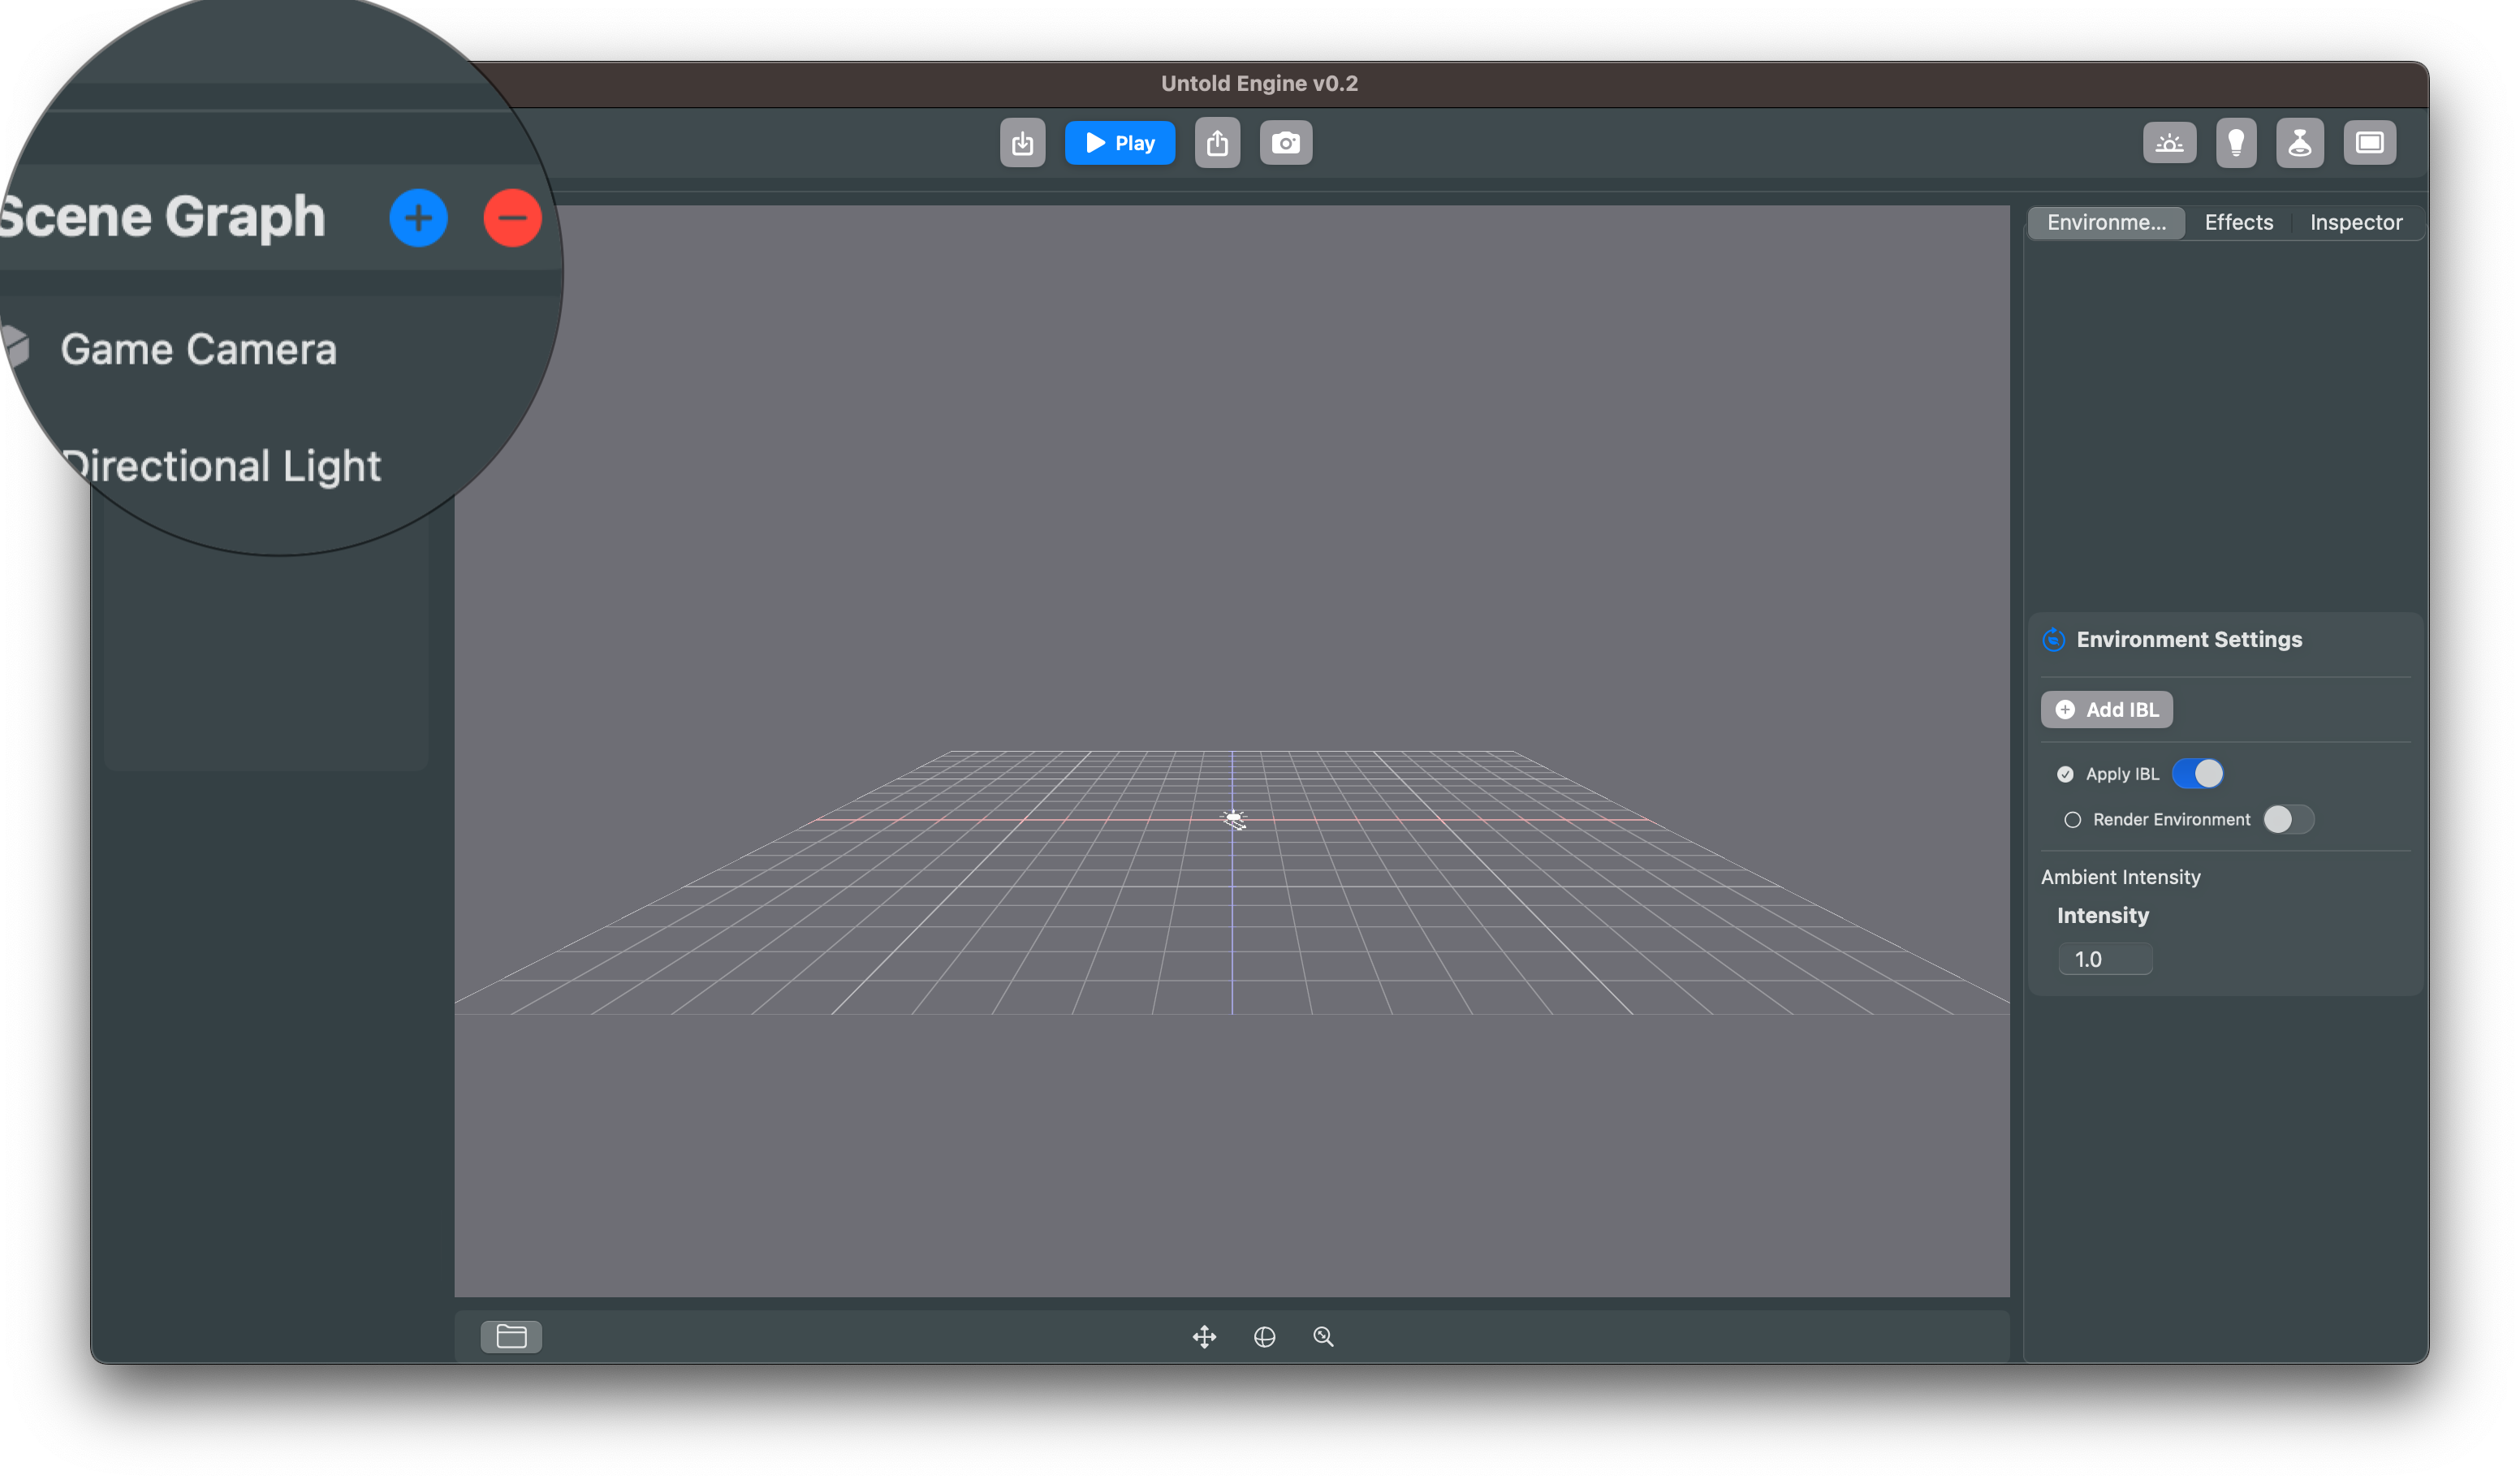 Untold Engine v0.2
Play
Scene Graph
Game Camera
Directional Light
Environme... Effects Inspector
Environment Settings
Add IBL
Apply IBL
Render Environment
Ambient Intensity
Intensity
1.0